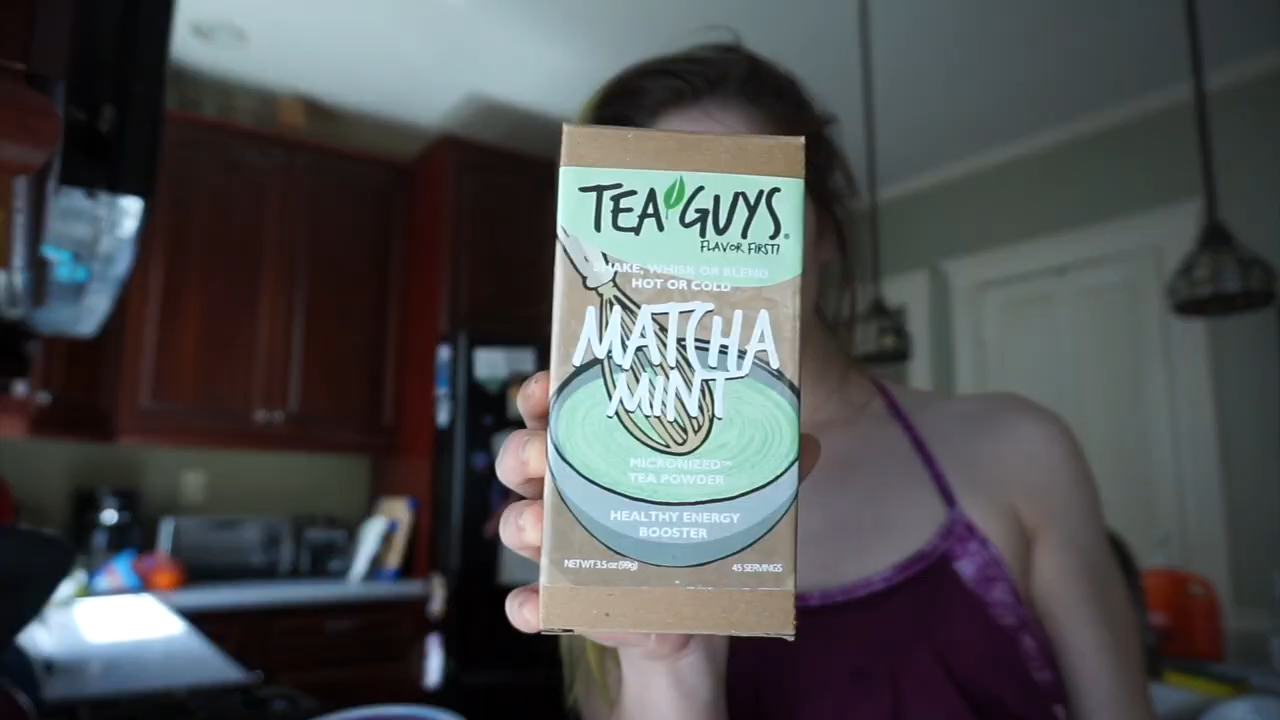 TEA GUYS®
FLAVOR FIRST!
SHAKE, WHISK OR BLEND
HOT OR COLD
MATCHA
MINT
MICRONIZED™
TEA POWDER
HEALTHY ENERGY
BOOSTER
NET WT 3.5 oz (99g)
45 SERVINGS